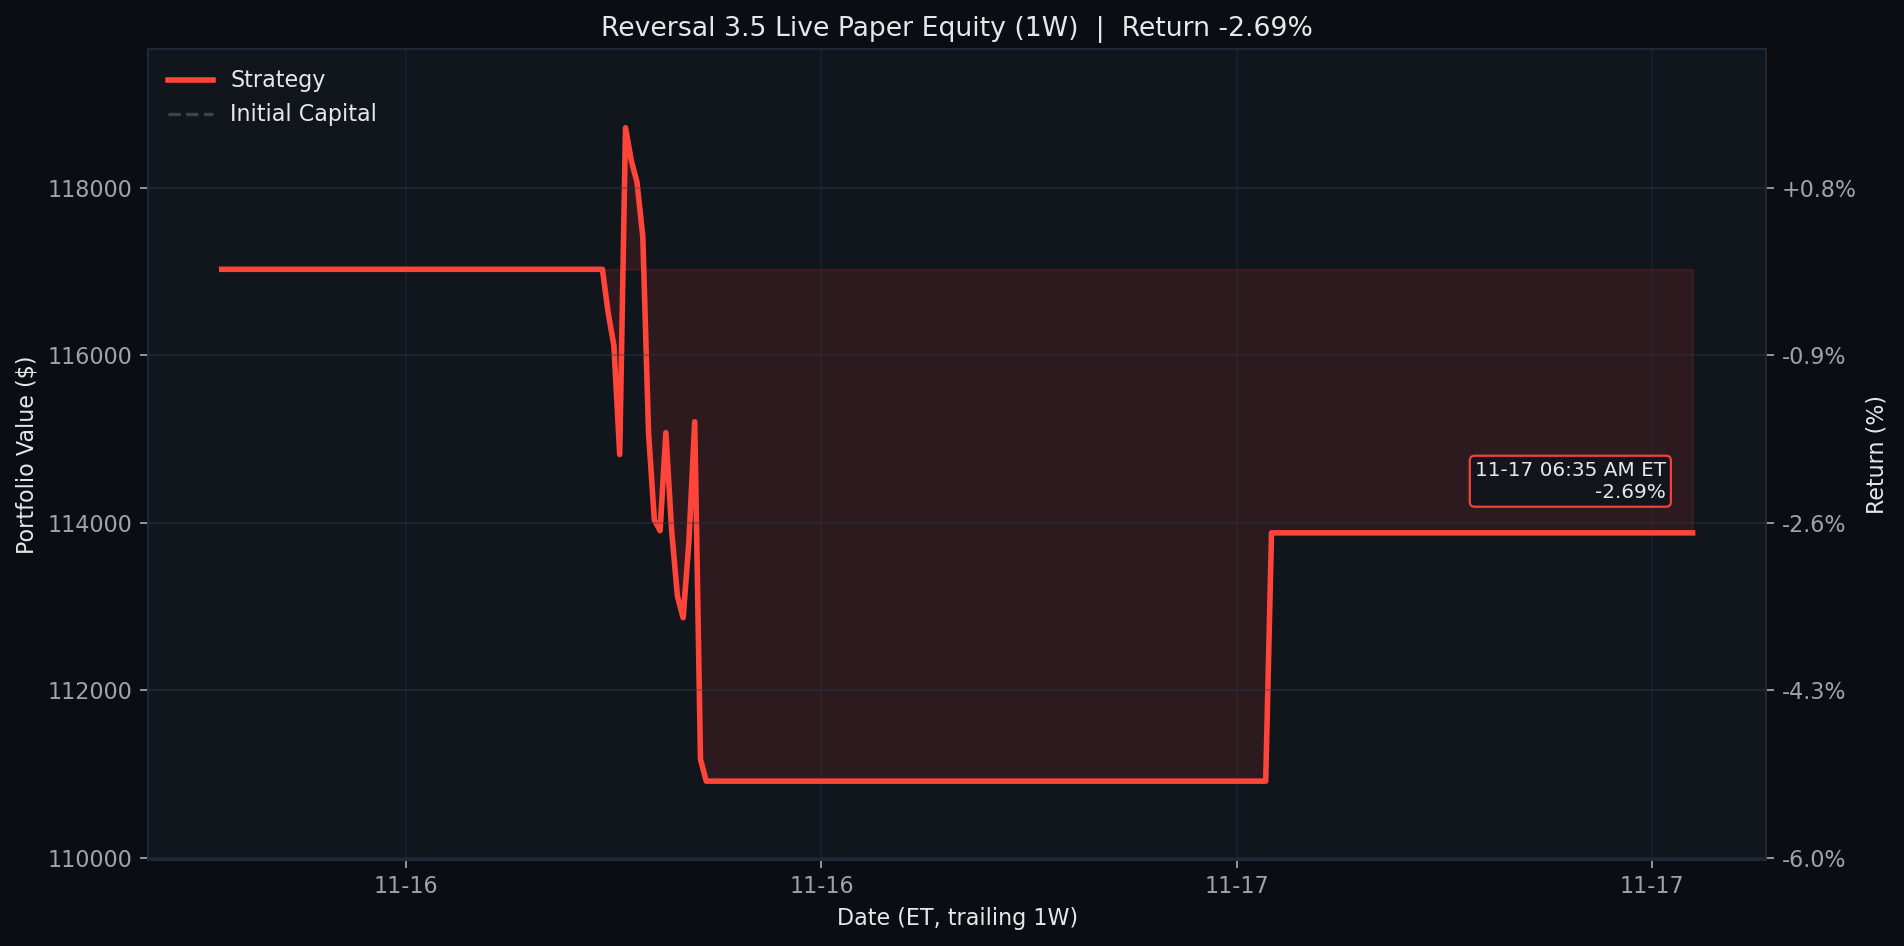 Reversal 3.5 Live Paper Equity (1W)  |  Return -2.69%
Strategy
Initial Capital
118000
116000
114000
112000
110000
Portfolio Value ($)
+0.8%
-0.9%
-2.6%
-4.3%
-6.0%
Return (%)
11-17 06:35 AM ET
-2.69%
11-16
11-16
11-17
11-17
Date (ET, trailing 1W)